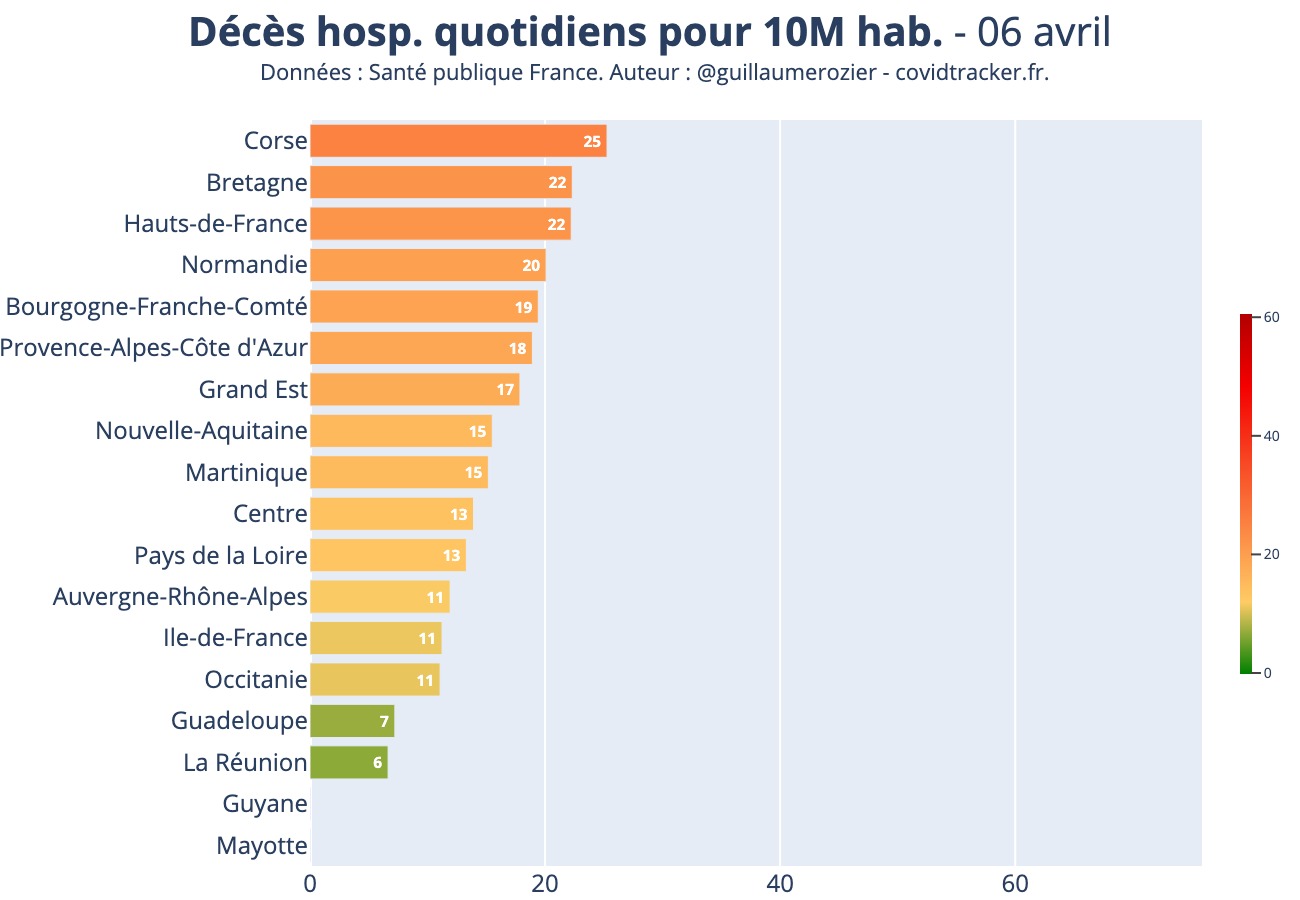 Décès hosp. quotidiens pour 10M hab. - 06 avril
Données : Santé publique France. Auteur : @guillaumerozier - covidtracker.fr.
Corse 25
Bretagne 22
Hauts-de-France 22
Normandie 20
Bourgogne-Franche-Comté 19
Provence-Alpes-Côte d'Azur 18
Grand Est 17
Nouvelle-Aquitaine 15
Martinique 15
Centre 13
Pays de la Loire 13
Auvergne-Rhône-Alpes 11
Ile-de-France 11
Occitanie 11
Guadeloupe 7
La Réunion 6
Guyane
Mayotte
0 20 40 60
60
40
20
0